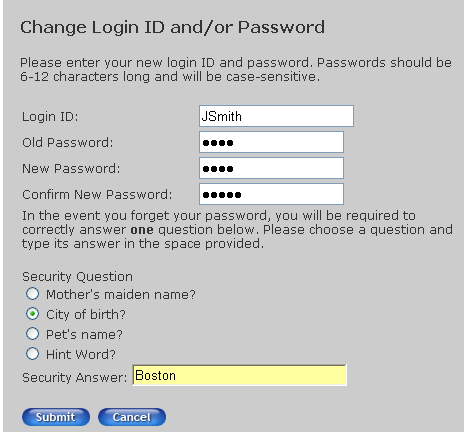 Change Login ID and/or Password
Please enter your new login ID and password. Passwords should be
6-12 characters long and will be case-sensitive.
Login ID: JSmith
Old Password: ●●●●
New Password: ●●●●
Confirm New Password: ●●●●●
In the event you forget your password, you will be required to
correctly answer one question below. Please choose a question and
type its answer in the space provided.
Security Question
Mother's maiden name?
City of birth?
Pet's name?
Hint Word?
Security Answer: Boston
Submit Cancel